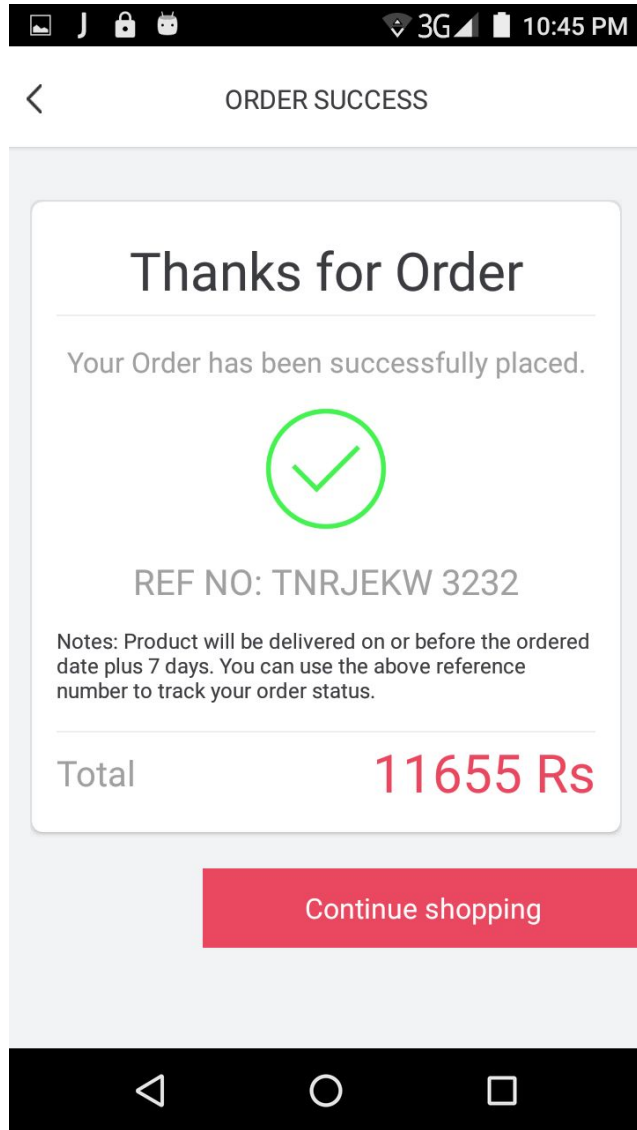 J 3G 10:45 PM
ORDER SUCCESS
Thanks for Order
Your Order has been successfully placed.
REF NO: TNRJEKW 3232
Notes: Product will be delivered on or before the ordered
date plus 7 days. You can use the above reference
number to track your order status.
Total 11655 Rs
Continue shopping